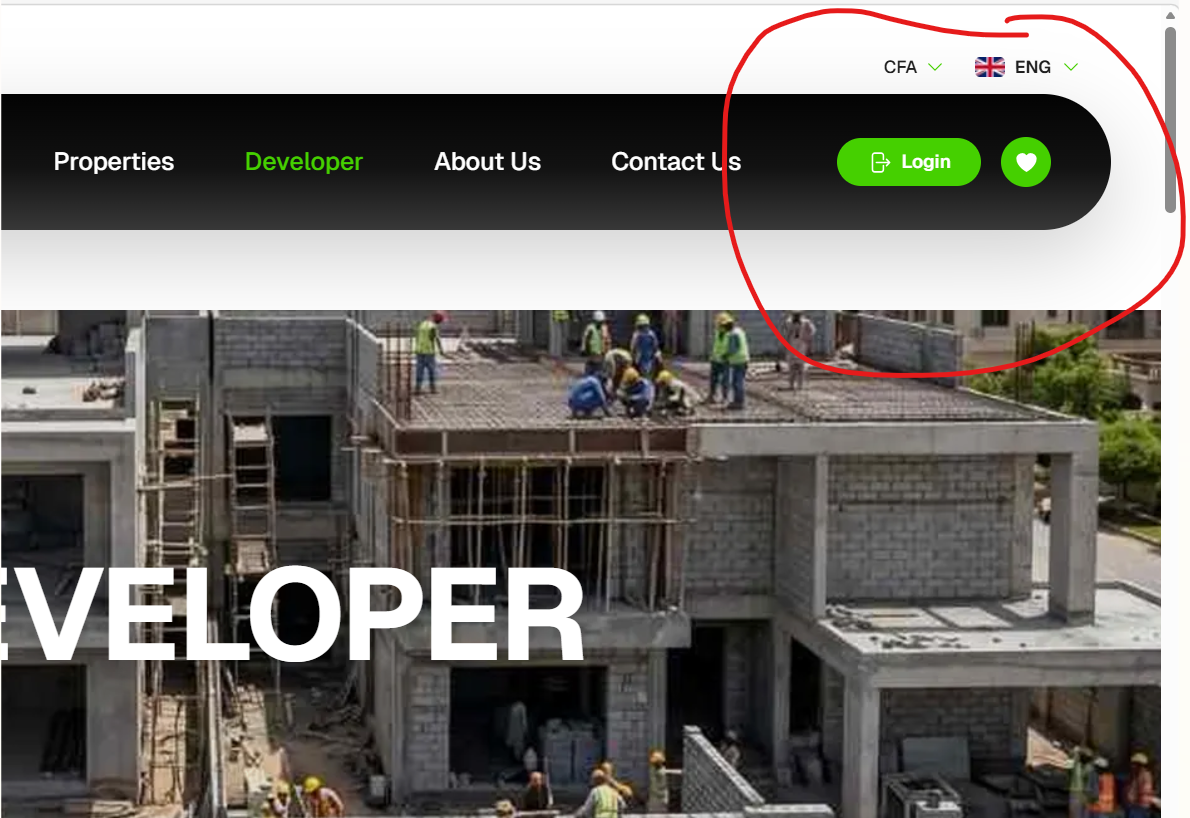 CFA ENG
Properties Developer About Us Contact Us Login
EVELOPER